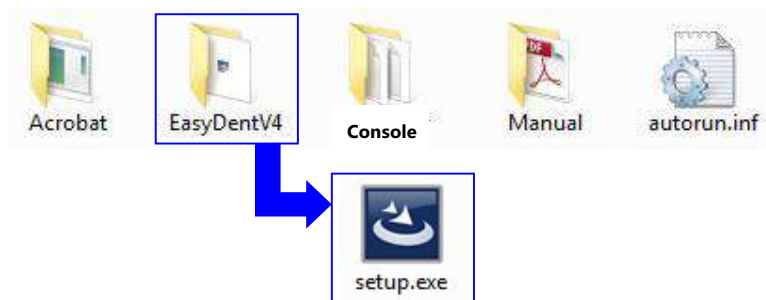 Acrobat
EasyDentV4
Console
Manual
autorun.inf
setup.exe